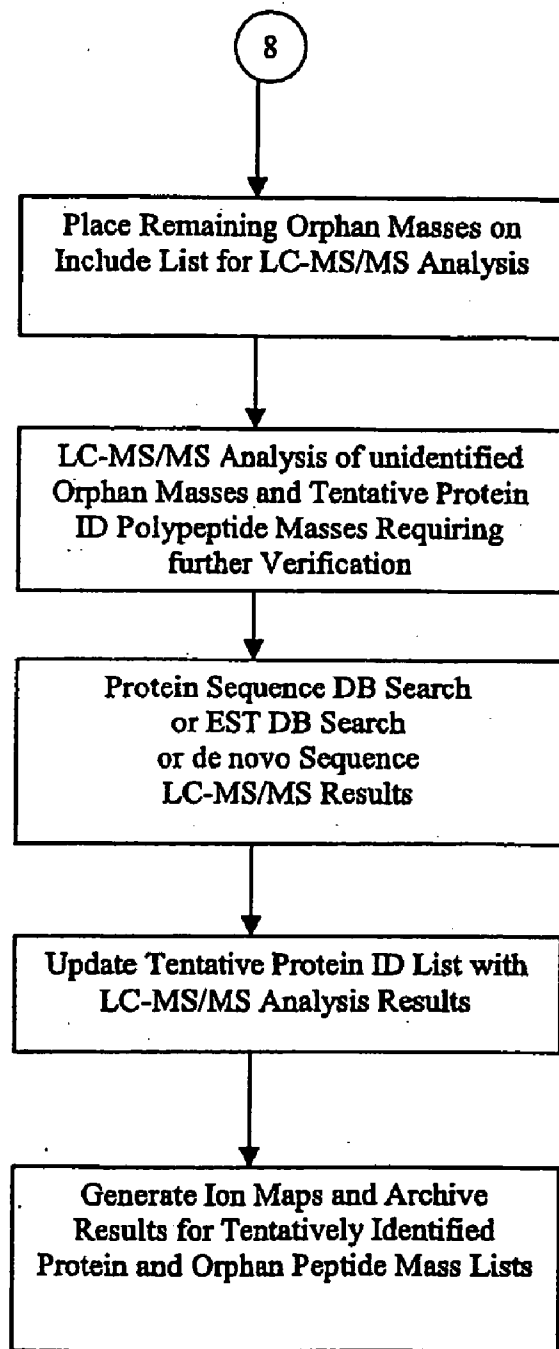 8
Place Remaining Orphan Masses on
Include List for LC-MS/MS Analysis
LC-MS/MS Analysis of unidentified
Orphan Masses and Tentative Protein
ID Polypeptide Masses Requiring
further Verification
Protein Sequence DB Search
or EST DB Search
or de novo Sequence
LC-MS/MS Results
Update Tentative Protein ID List with
LC-MS/MS Analysis Results
Generate Ion Maps and Archive
Results for Tentatively Identified
Protein and Orphan Peptide Mass Lists